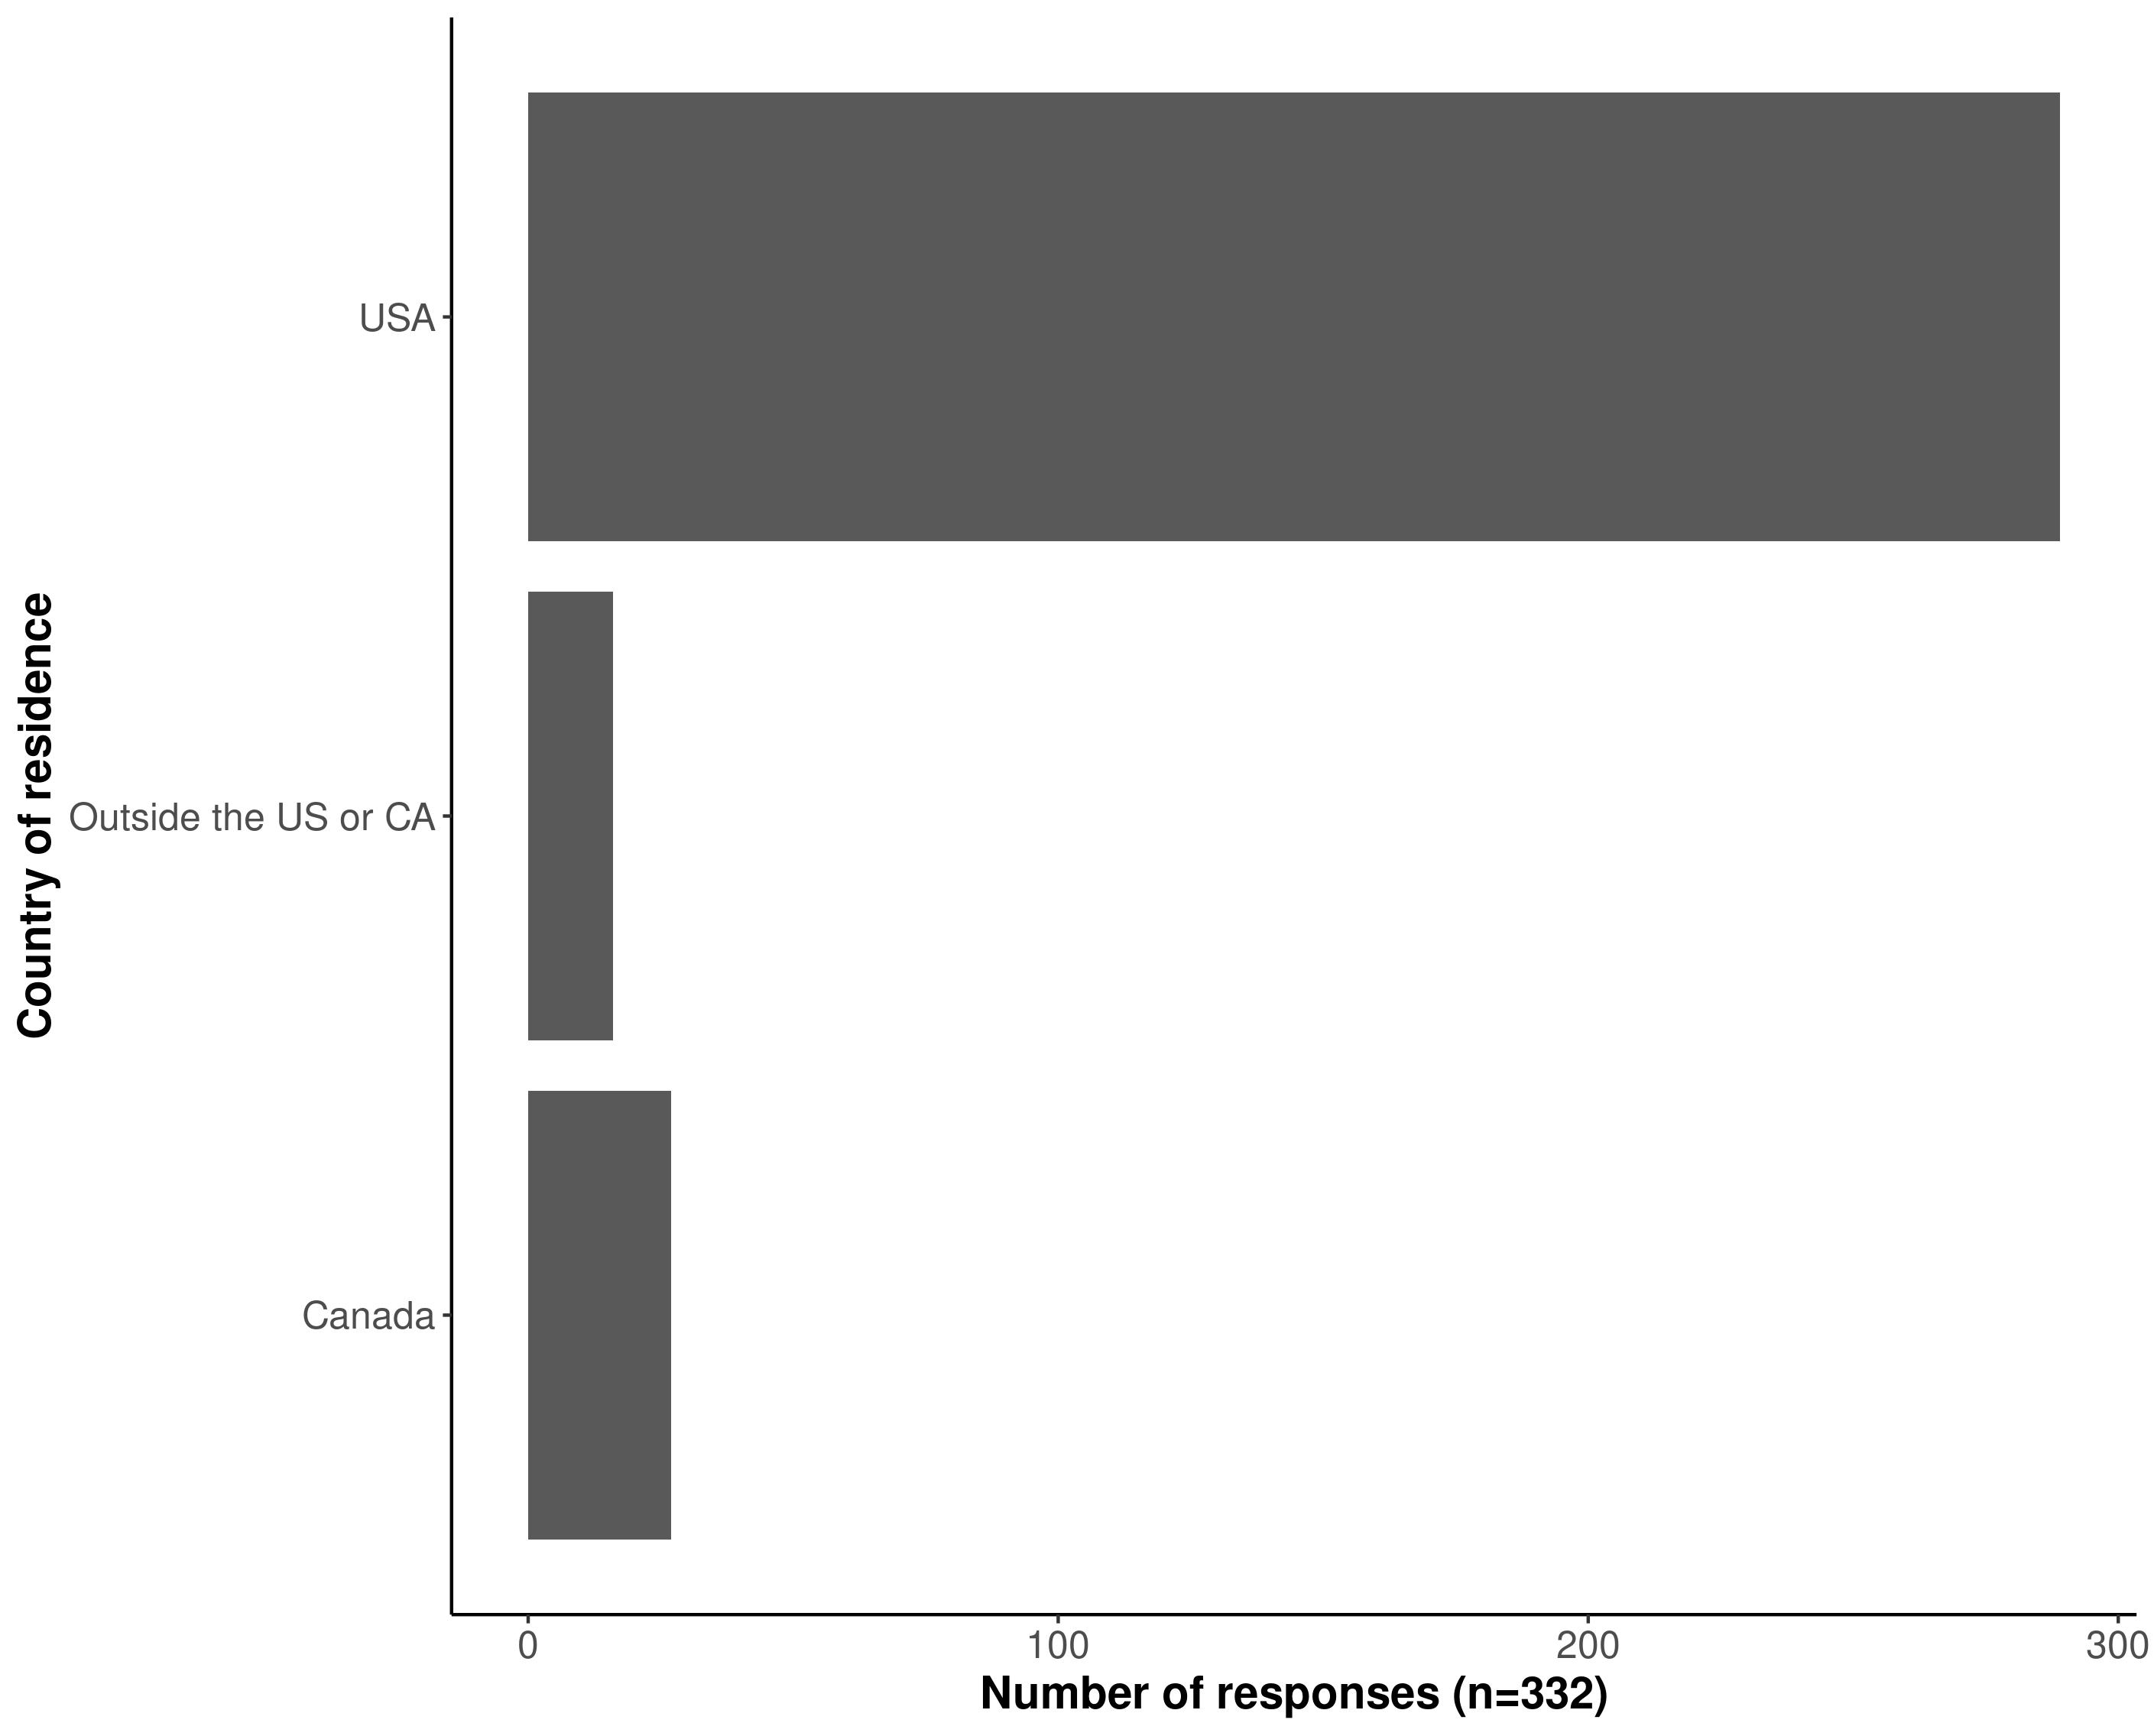 Country of residence
USA
Outside the US or CA
Canada
0 100 200 300
Number of responses (n=332)